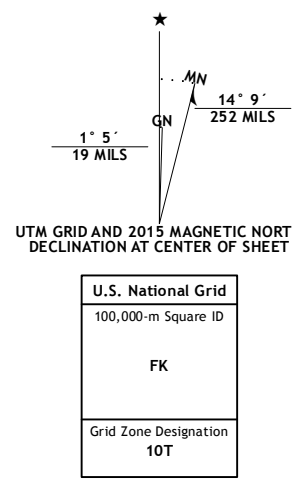 MN
GN
14° 9´
252 MILS
1° 5´
19 MILS
UTM GRID AND 2015 MAGNETIC NORT
DECLINATION AT CENTER OF SHEET
U.S. National Grid
100,000-m Square ID
FK
Grid Zone Designation
10T